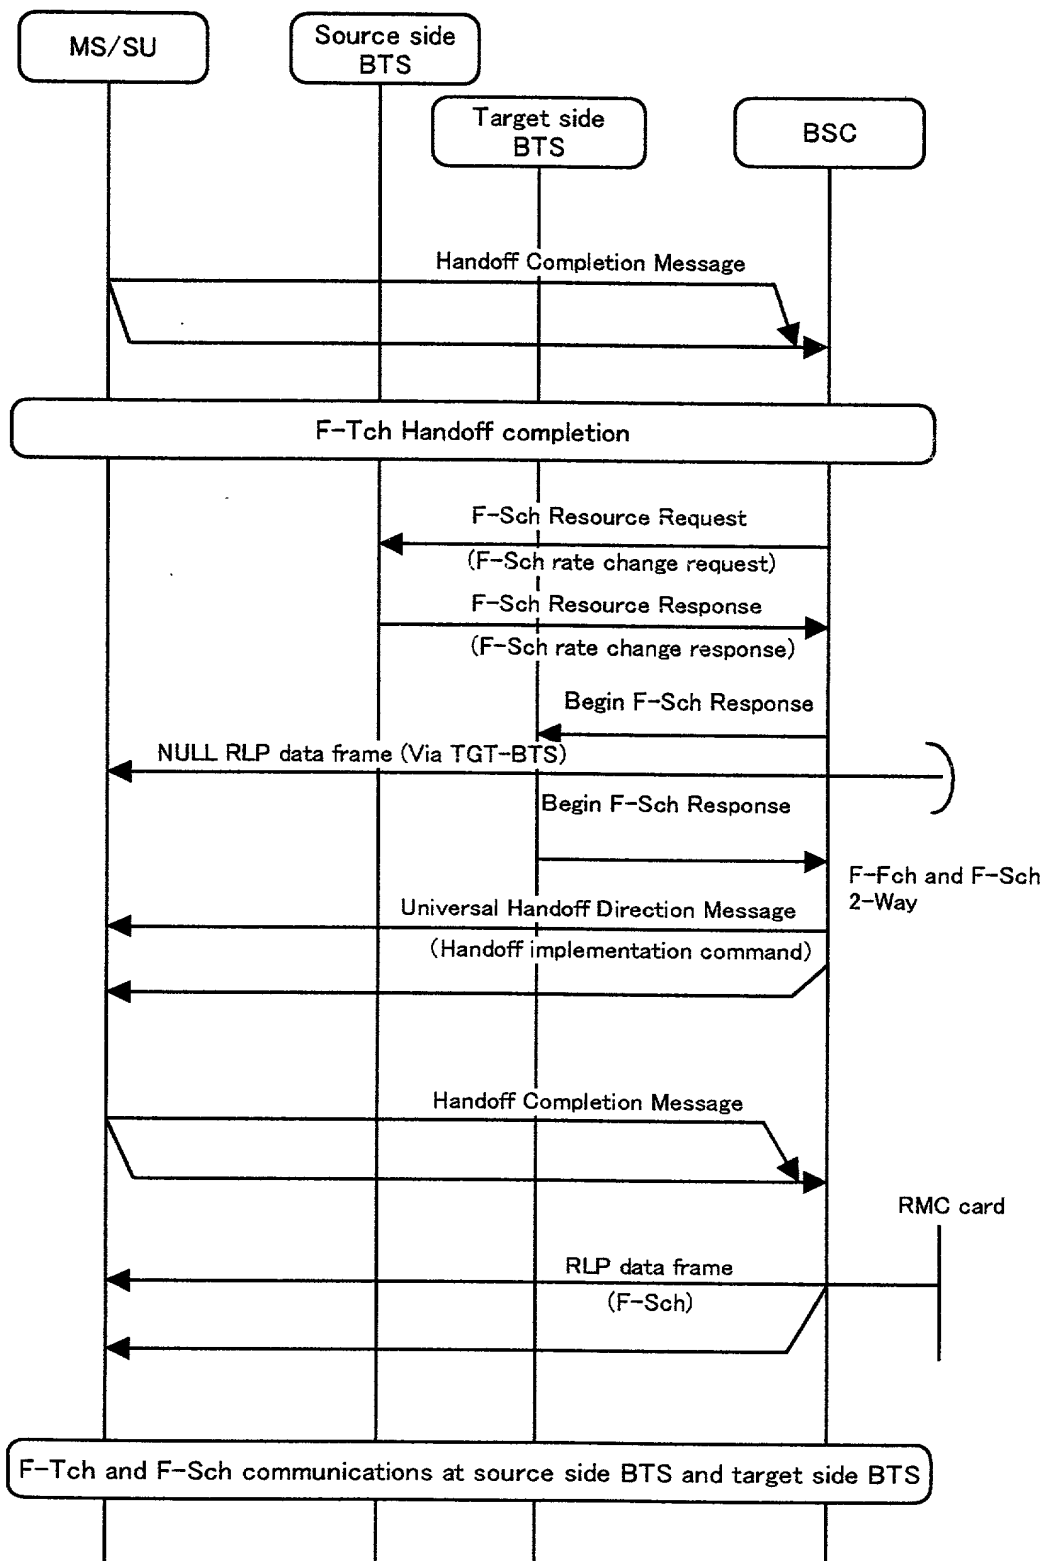 MS/SU
Source side
BTS
Target side
BTS
BSC
Handoff Completion Message
F-Tch Handoff completion
F-Sch Resource Request
(F-Sch rate change request)
F-Sch Resource Response
(F-Sch rate change response)
Begin F-Sch Response
NULL RLP data frame (Via TGT-BTS)
Begin F-Sch Response
F-Fch and F-Sch
2-Way
Universal Handoff Direction Message
(Handoff implementation command)
Handoff Completion Message
RMC card
RLP data frame
(F-Sch)
F-Tch and F-Sch communications at source side BTS and target side BTS